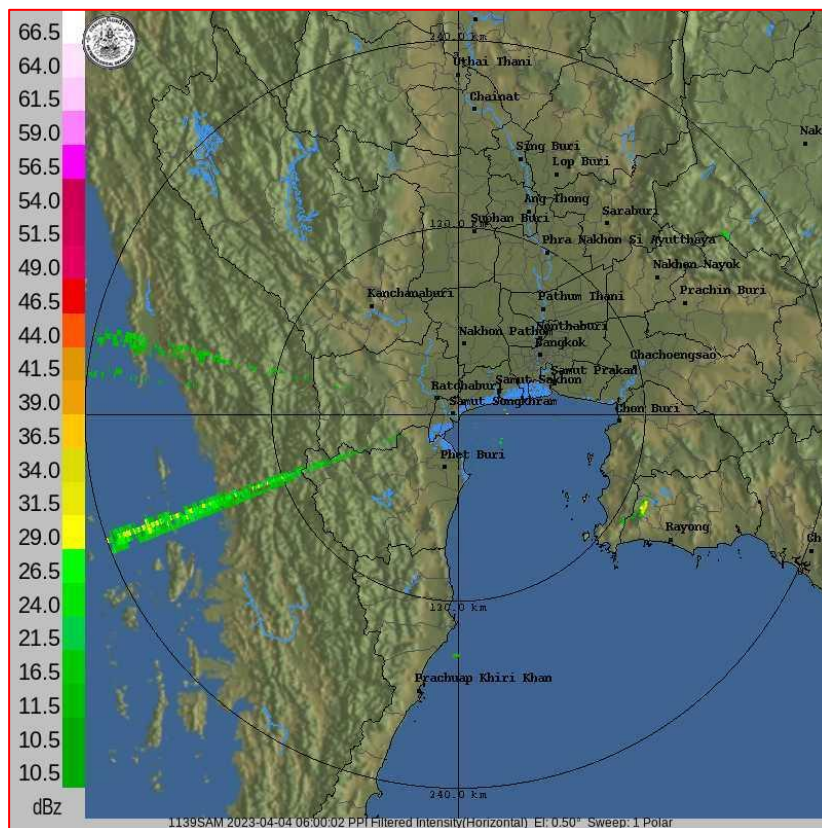 66.5
64.0
61.5
59.0
56.5
54.0
51.5
49.0
46.5
44.0
41.5
39.0
36.5
34.0
31.5
29.0
26.5
24.0
21.5
16.5
11.5
10.5
10.5
dBz
240.0 km
Uthai Thani
Chainat
Nak
Sing Buri
Lop Buri
Ang Thong
Saraburi
Suphan Buri
120.0 km
Phra Nakhon Si Ayutthaya
Nakhon Nayok
Kanchanaburi
Prachin Buri
Pathum Thani
Nonthaburi
Nakhon Pathom
Bangkok
Chachoengsao
Samut Prakan
Samut Sakhon
Ratchaburi
Samut Songkhram
Chon Buri
Phet Buri
Rayong
Ch
120.0 km
Prachuap Khiri Khan
240.0 km
1139SAM 2023-04-04 06:00:02 PPI Filtered Intensity(Horizontal) El: 0.50° Sweep: 1 Polar